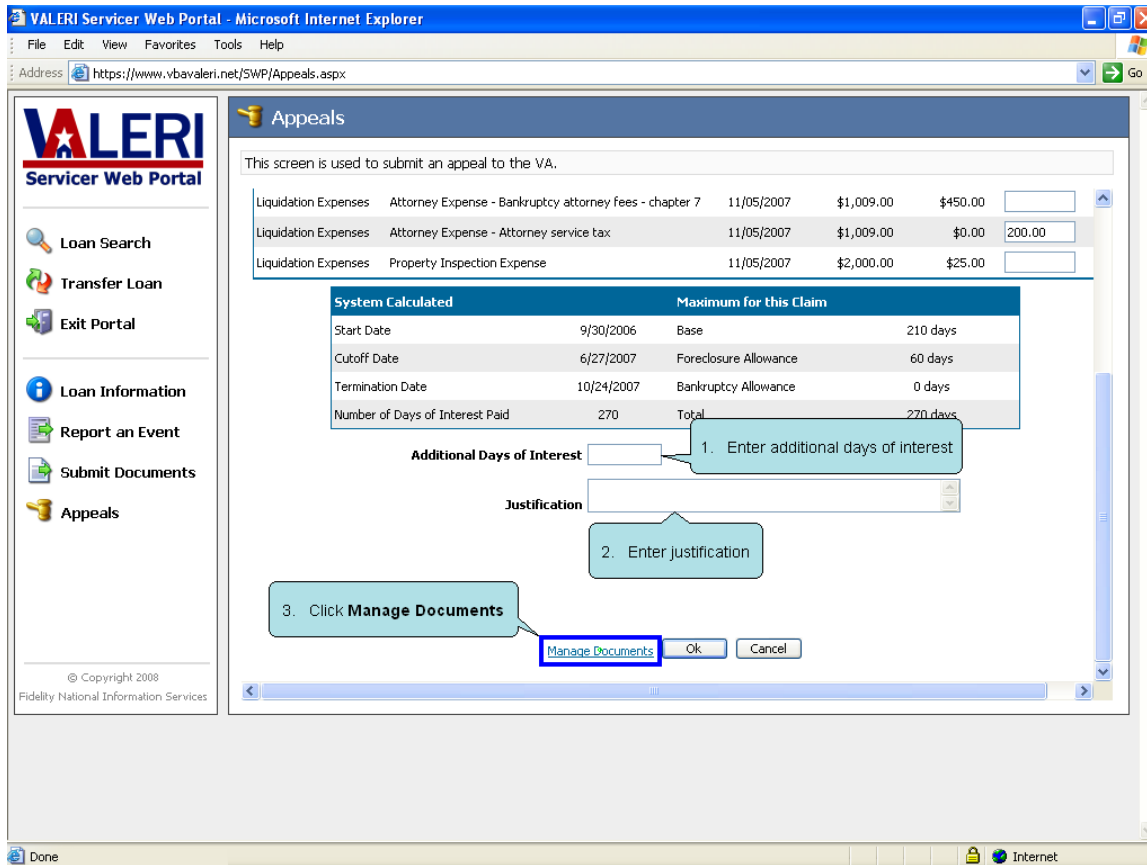 VALERI Servicer Web Portal - Microsoft Internet Explorer
File Edit View Favorites Tools Help
Address https://www.vbavaleri.net/SWP/Appeals.aspx Go
VALERI
Servicer Web Portal
Loan Search
Transfer Loan
Exit Portal
Loan Information
Report an Event
Submit Documents
Appeals
© Copyright 2008
Fidelity National Information Services
Appeals
This screen is used to submit an appeal to the VA.
Liquidation Expenses Attorney Expense - Bankruptcy attorney fees - chapter 7 11/05/2007 $1,009.00 $450.00
Liquidation Expenses Attorney Expense - Attorney service tax 11/05/2007 $1,009.00 $0.00 200.00
Liquidation Expenses Property Inspection Expense 11/05/2007 $2,000.00 $25.00
System Calculated Maximum for this Claim
Start Date 9/30/2006 Base 210 days
Cutoff Date 6/27/2007 Foreclosure Allowance 60 days
Termination Date 10/24/2007 Bankruptcy Allowance 0 days
Number of Days of Interest Paid 270 Total 270 days
Additional Days of Interest
1. Enter additional days of interest
Justification
2. Enter justification
3. Click Manage Documents
Manage Documents Ok Cancel
Done Internet